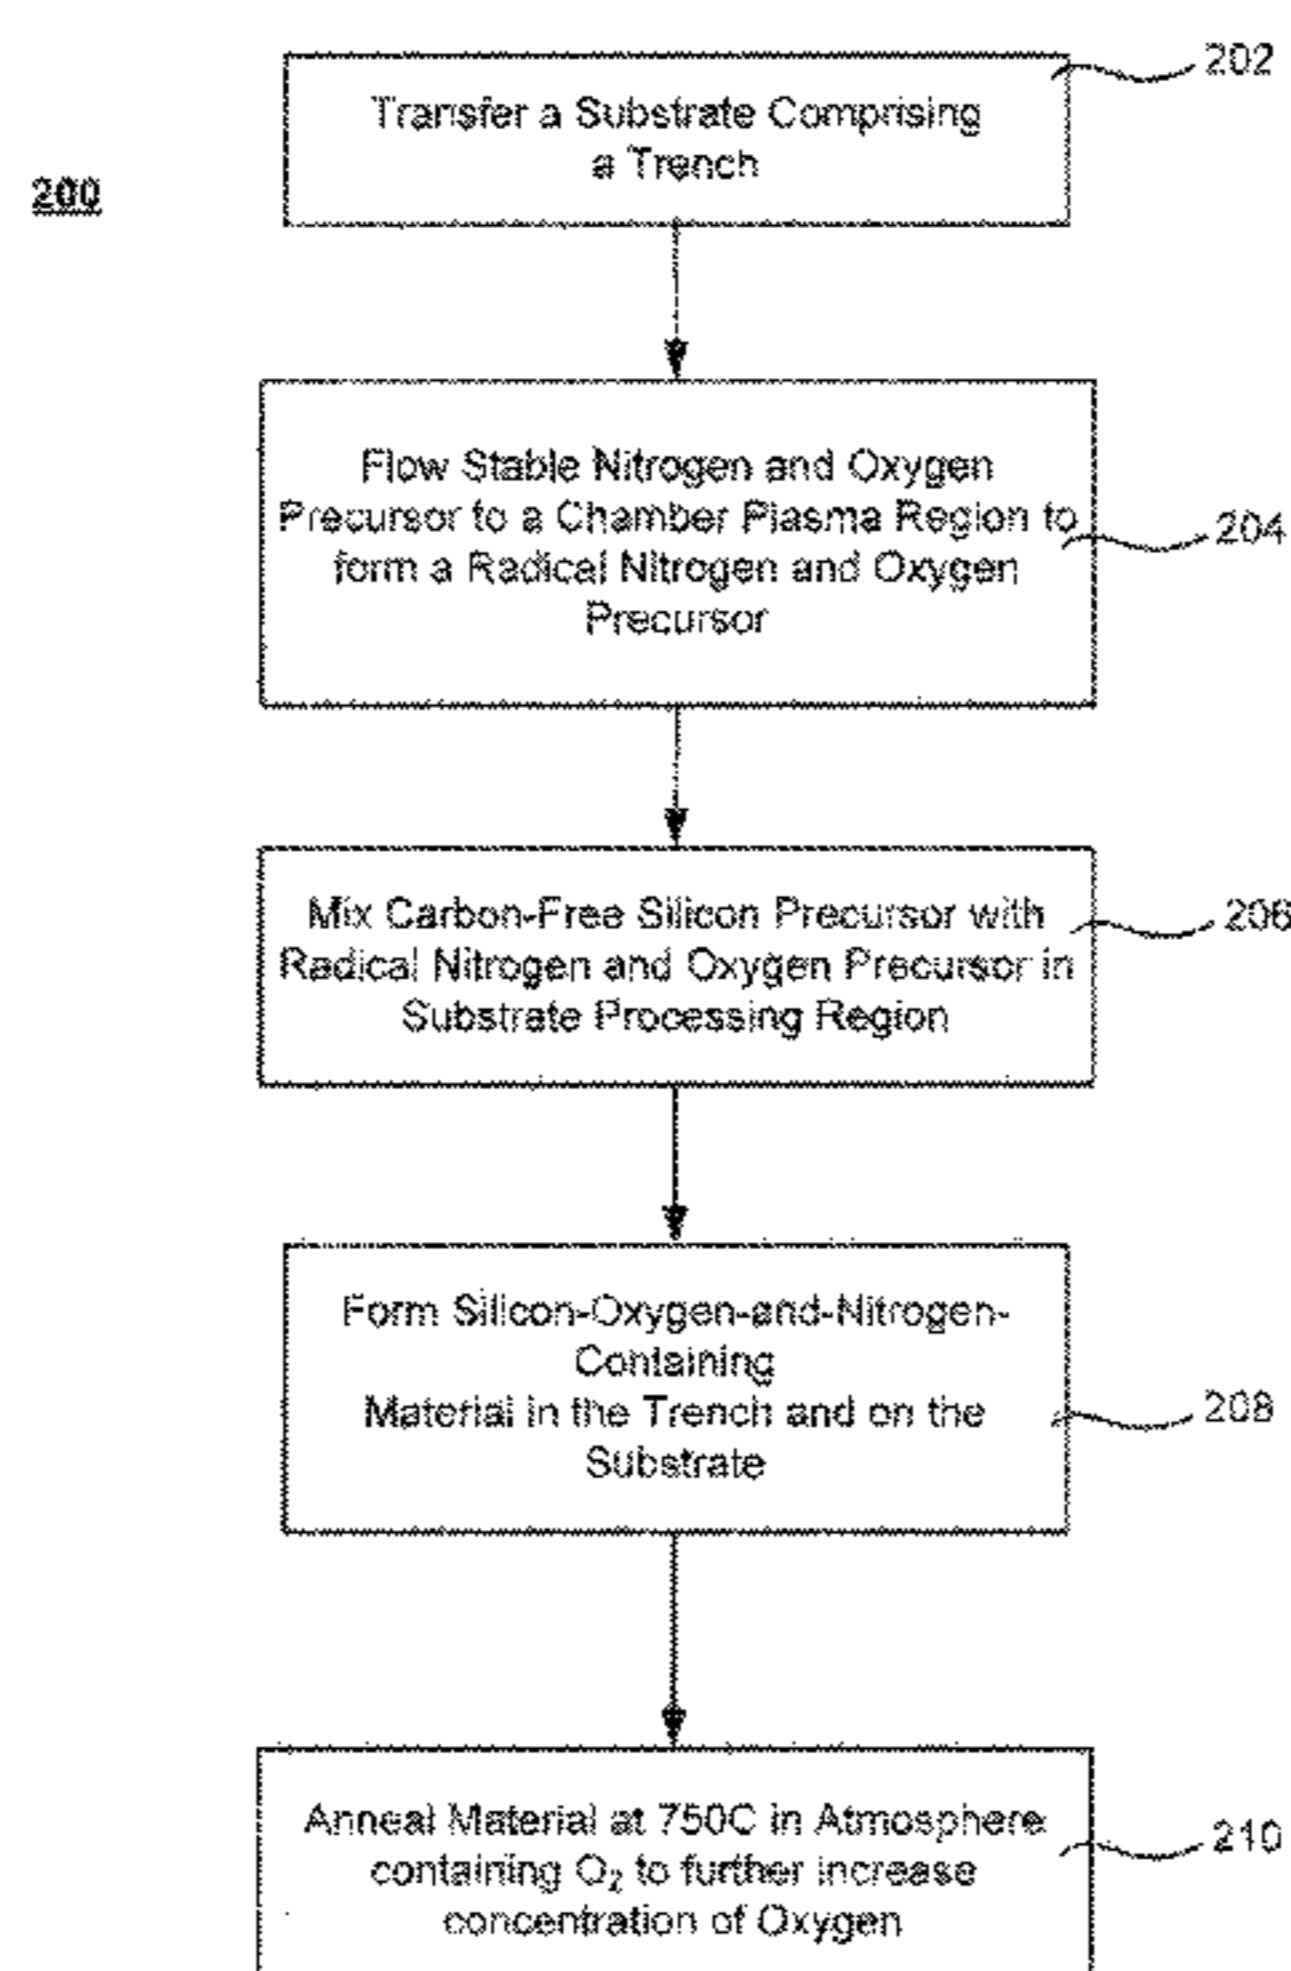 202
Transfer a Substrate Comprising
a Trench
200
Flow Stable Nitrogen and Oxygen
Precursor to a Chamber Plasma Region to
form a Radical Nitrogen and Oxygen
Precursor
204
Mix Carbon-Free Silicon Precursor with
Radical Nitrogen and Oxygen Precursor in
Substrate Processing Region
206
Form Silicon-Oxygen-and-Nitrogen-
Containing
Material in the Trench and on the
Substrate
208
Anneal Material at 750C in Atmosphere
containing O₂ to further increase
concentration of Oxygen
210